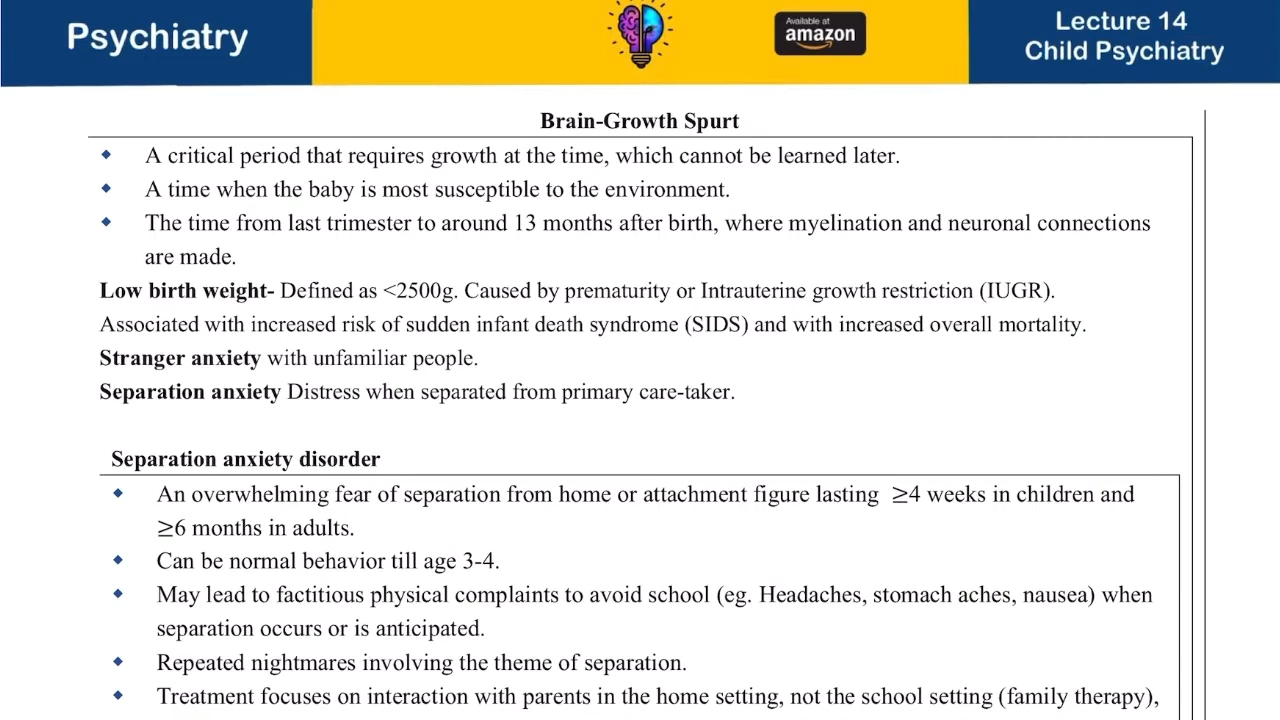 Psychiatry
Available at
amazon
Lecture 14
Child Psychiatry
Brain-Growth Spurt
A critical period that requires growth at the time, which cannot be learned later.
A time when the baby is most susceptible to the environment.
The time from last trimester to around 13 months after birth, where myelination and neuronal connections
are made.
Low birth weight- Defined as <2500g. Caused by prematurity or Intrauterine growth restriction (IUGR).
Associated with increased risk of sudden infant death syndrome (SIDS) and with increased overall mortality.
Stranger anxiety with unfamiliar people.
Separation anxiety Distress when separated from primary care-taker.
Separation anxiety disorder
An overwhelming fear of separation from home or attachment figure lasting ≥4 weeks in children and
≥6 months in adults.
Can be normal behavior till age 3-4.
May lead to factitious physical complaints to avoid school (eg. Headaches, stomach aches, nausea) when
separation occurs or is anticipated.
Repeated nightmares involving the theme of separation.
Treatment focuses on interaction with parents in the home setting, not the school setting (family therapy),